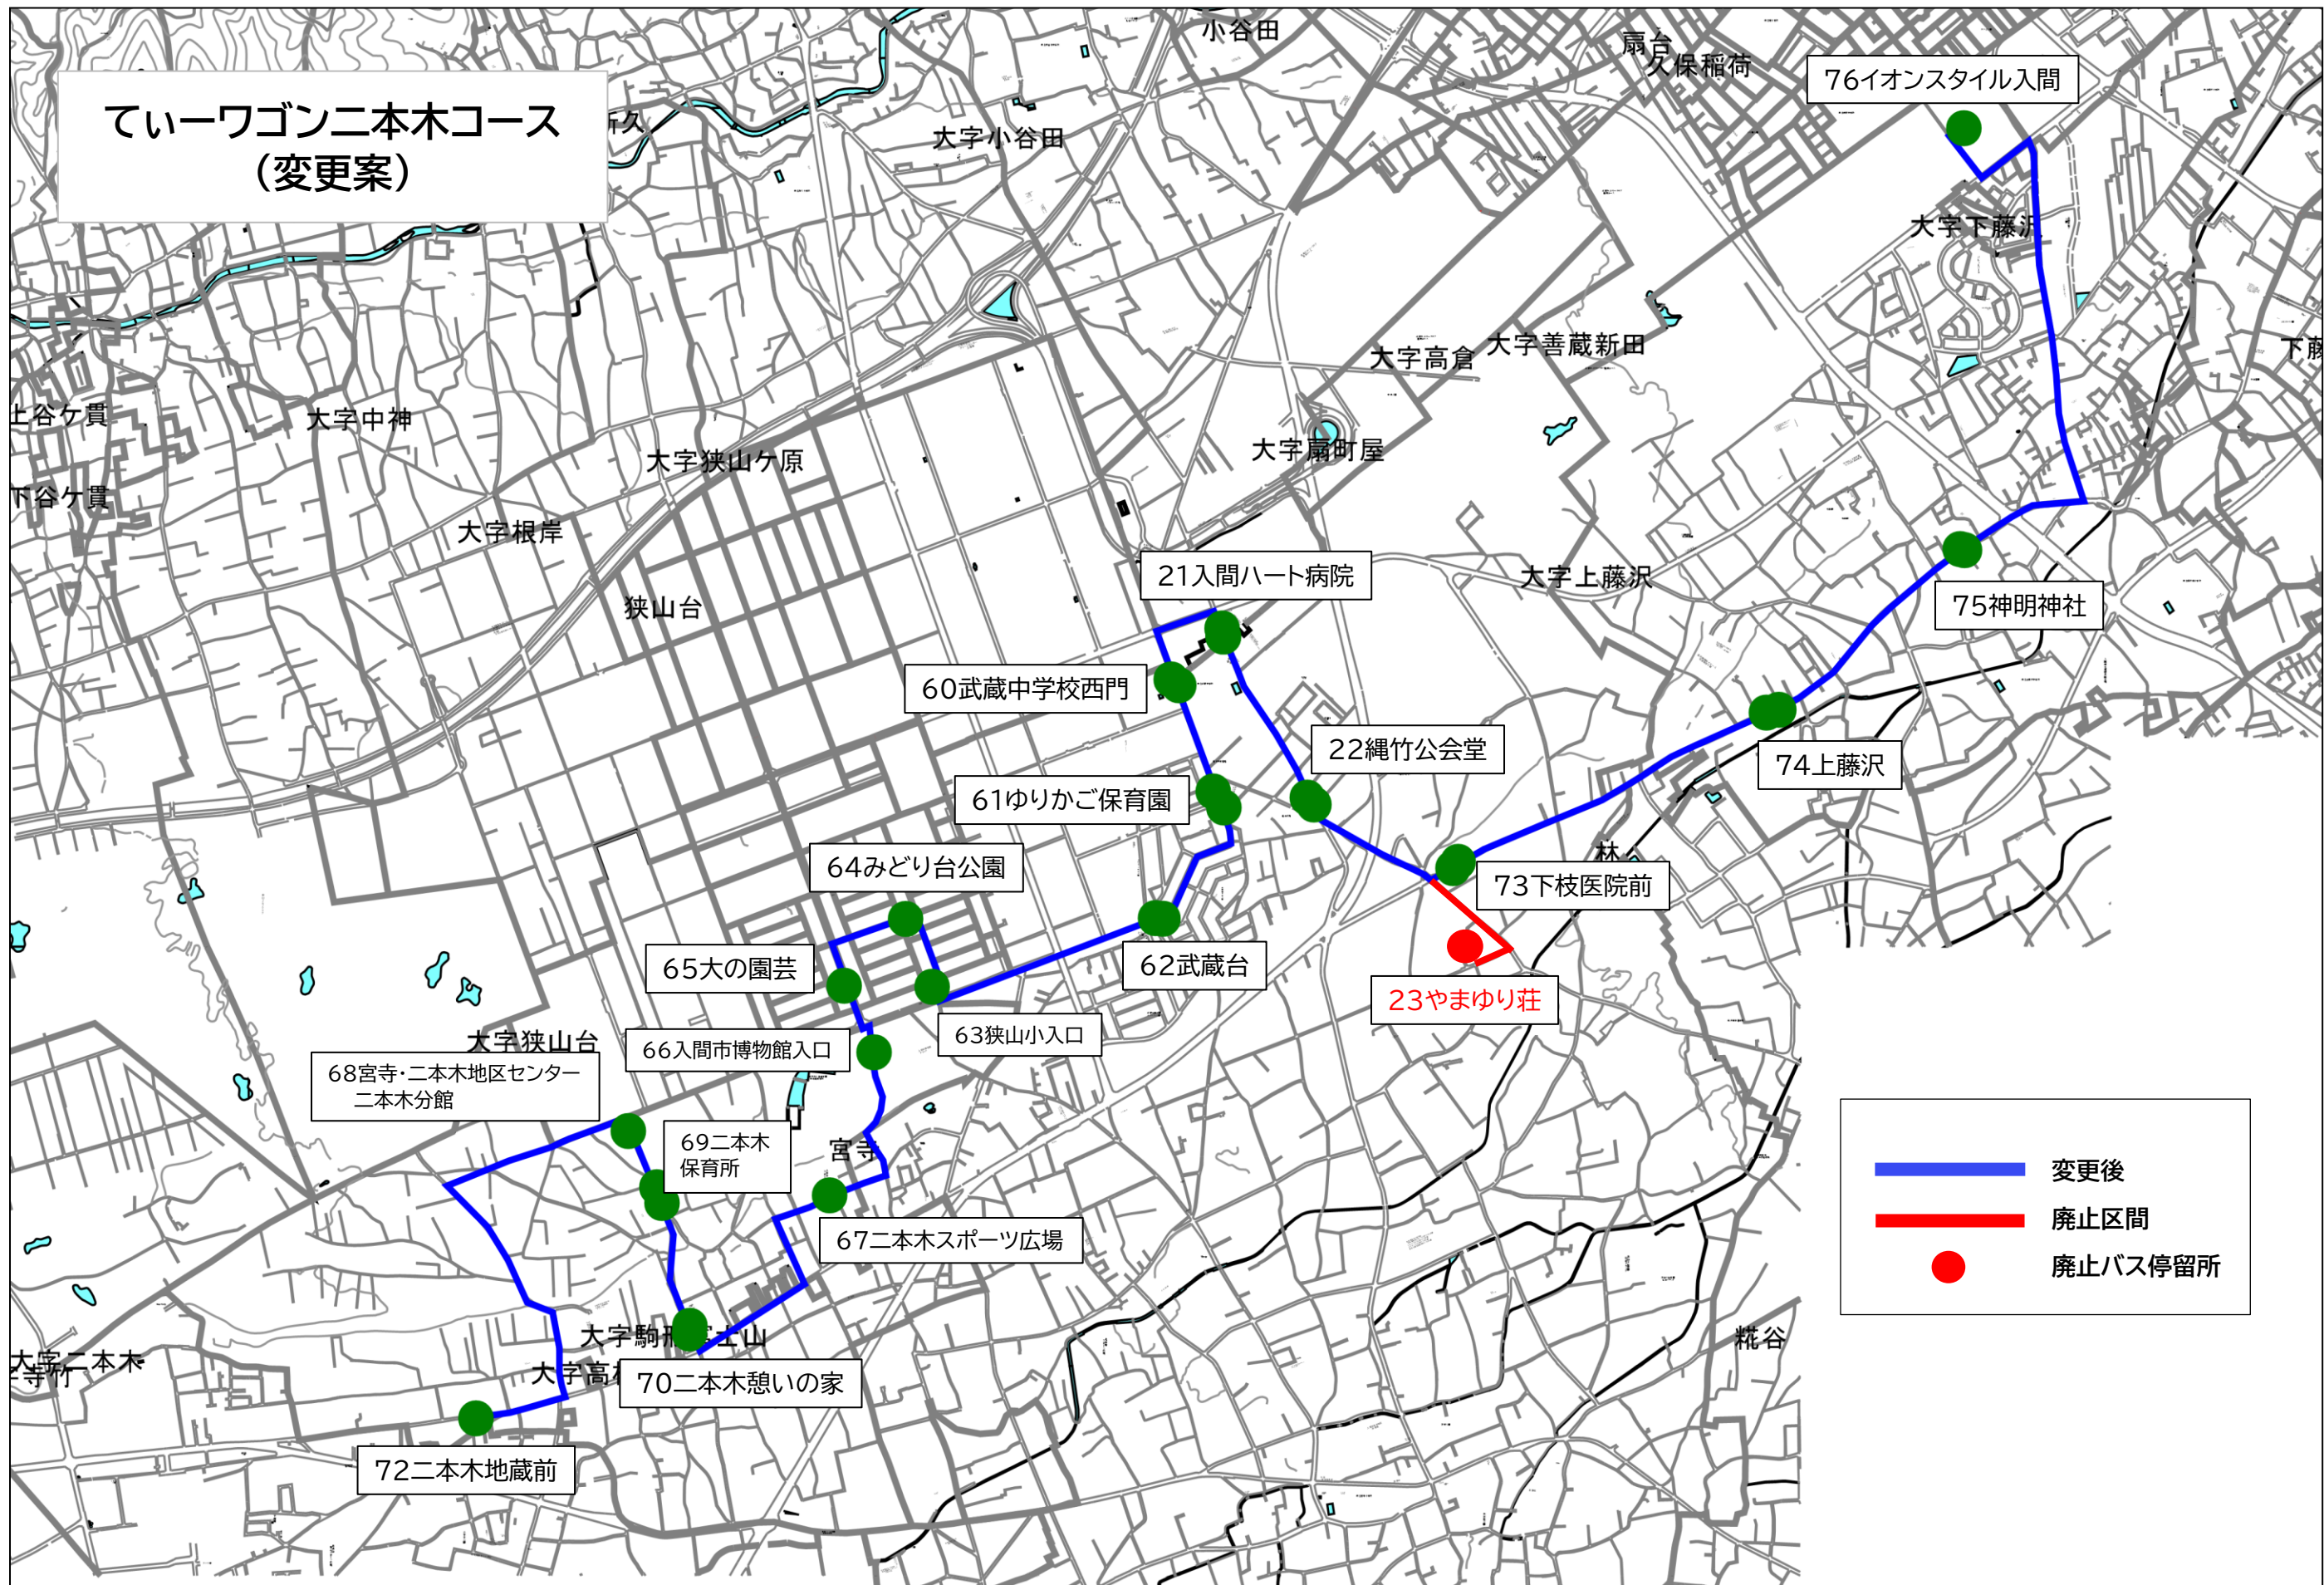 てぃーワゴン二本木コース
（変更案）
小谷田
扇台
久保稲荷
76イオンスタイル入間
大字小谷田
大字下藤沢
大字高倉
大字善蔵新田
上谷ケ貫
大字中神
大字狭山ケ原
大字扇町屋
下谷ケ貫
大字根岸
狭山台
21入間ハート病院
大字上藤沢
75神明神社
60武蔵中学校西門
22縄竹公会堂
74上藤沢
61ゆりかご保育園
64みどり台公園
林
73下枝医院前
65大の園芸
62武蔵台
23やまゆり荘
63狭山小入口
66入間市博物館入口
大字狭山台
68宮寺・二本木地区センター
二本木分館
69二本木
保育所
宮寺
67二本木スポーツ広場
変更後
廃止区間
廃止バス停留所
大字二本木
糀谷
70二本木憩いの家
72二本木地蔵前